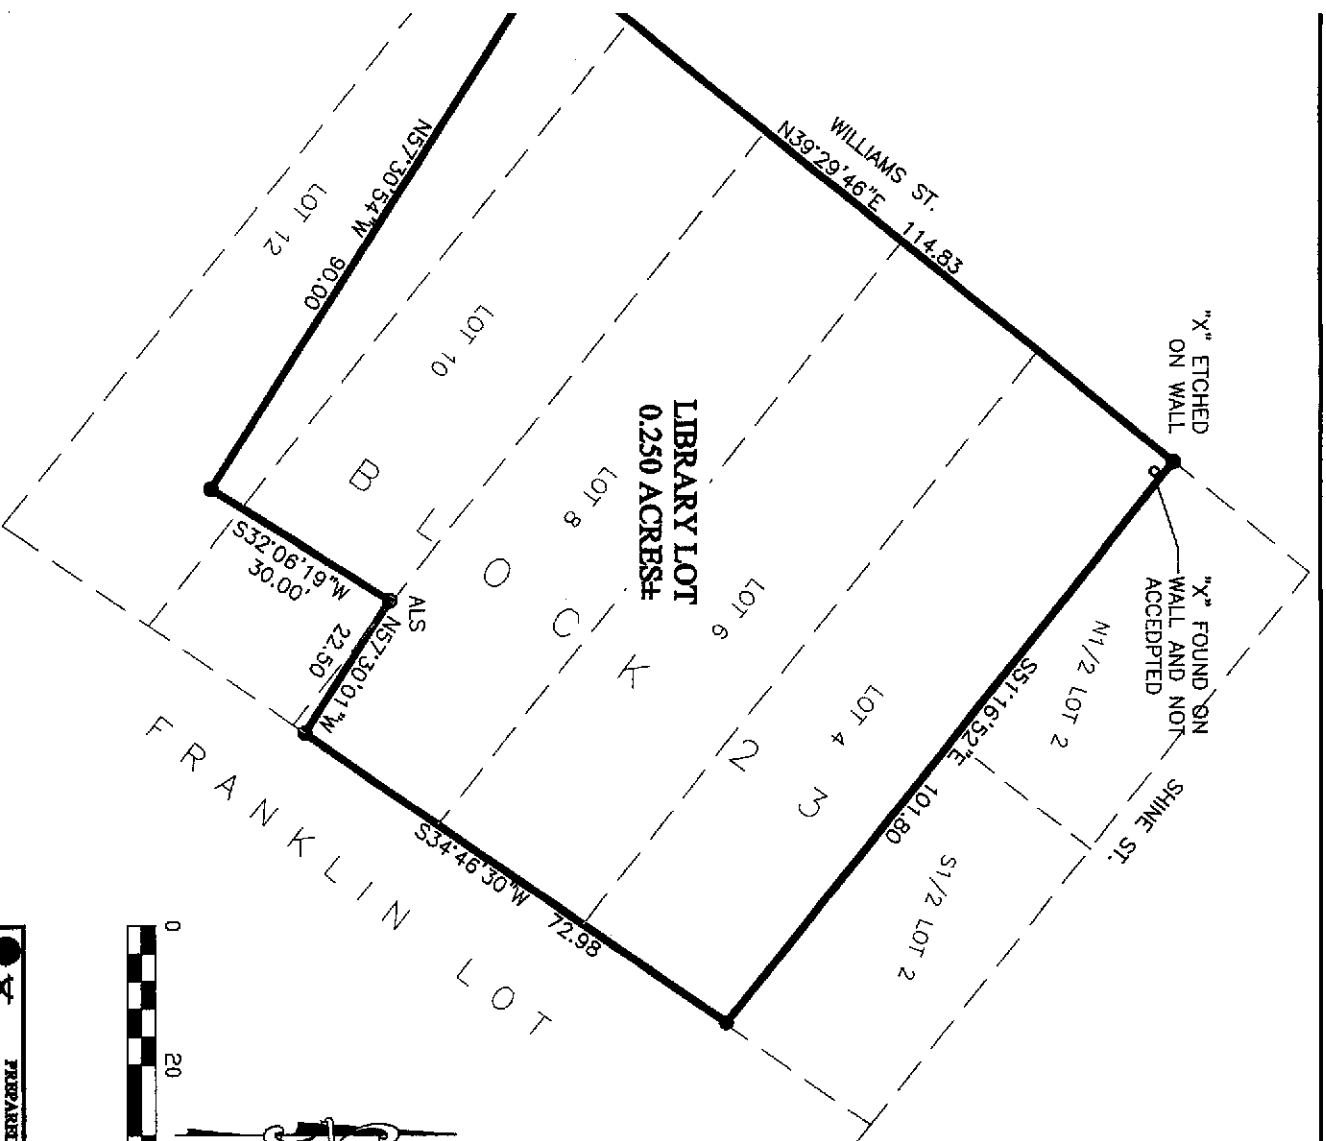 WILLIAMS ST.
N39°29'46"E 114.83
"X" ETCHED
ON WALL
"X" FOUND ON
WALL AND NOT
ACCEDPTED
N57°30'54"W 90.00
LOT 12
LOT 10
LOT 8
LOT 6
LOT 4
N1/2 LOT 2
S1/2 LOT 2
LIBRARY LOT
0.250 ACRES±
BLOCK 23
S51°16'52"E 101.80
SHINE ST.
S32°06'19"W
30.00'
ALS
N57°30'01"W
22.50
S34°46'30"W 72.98
FRANKLIN LOT
0 20